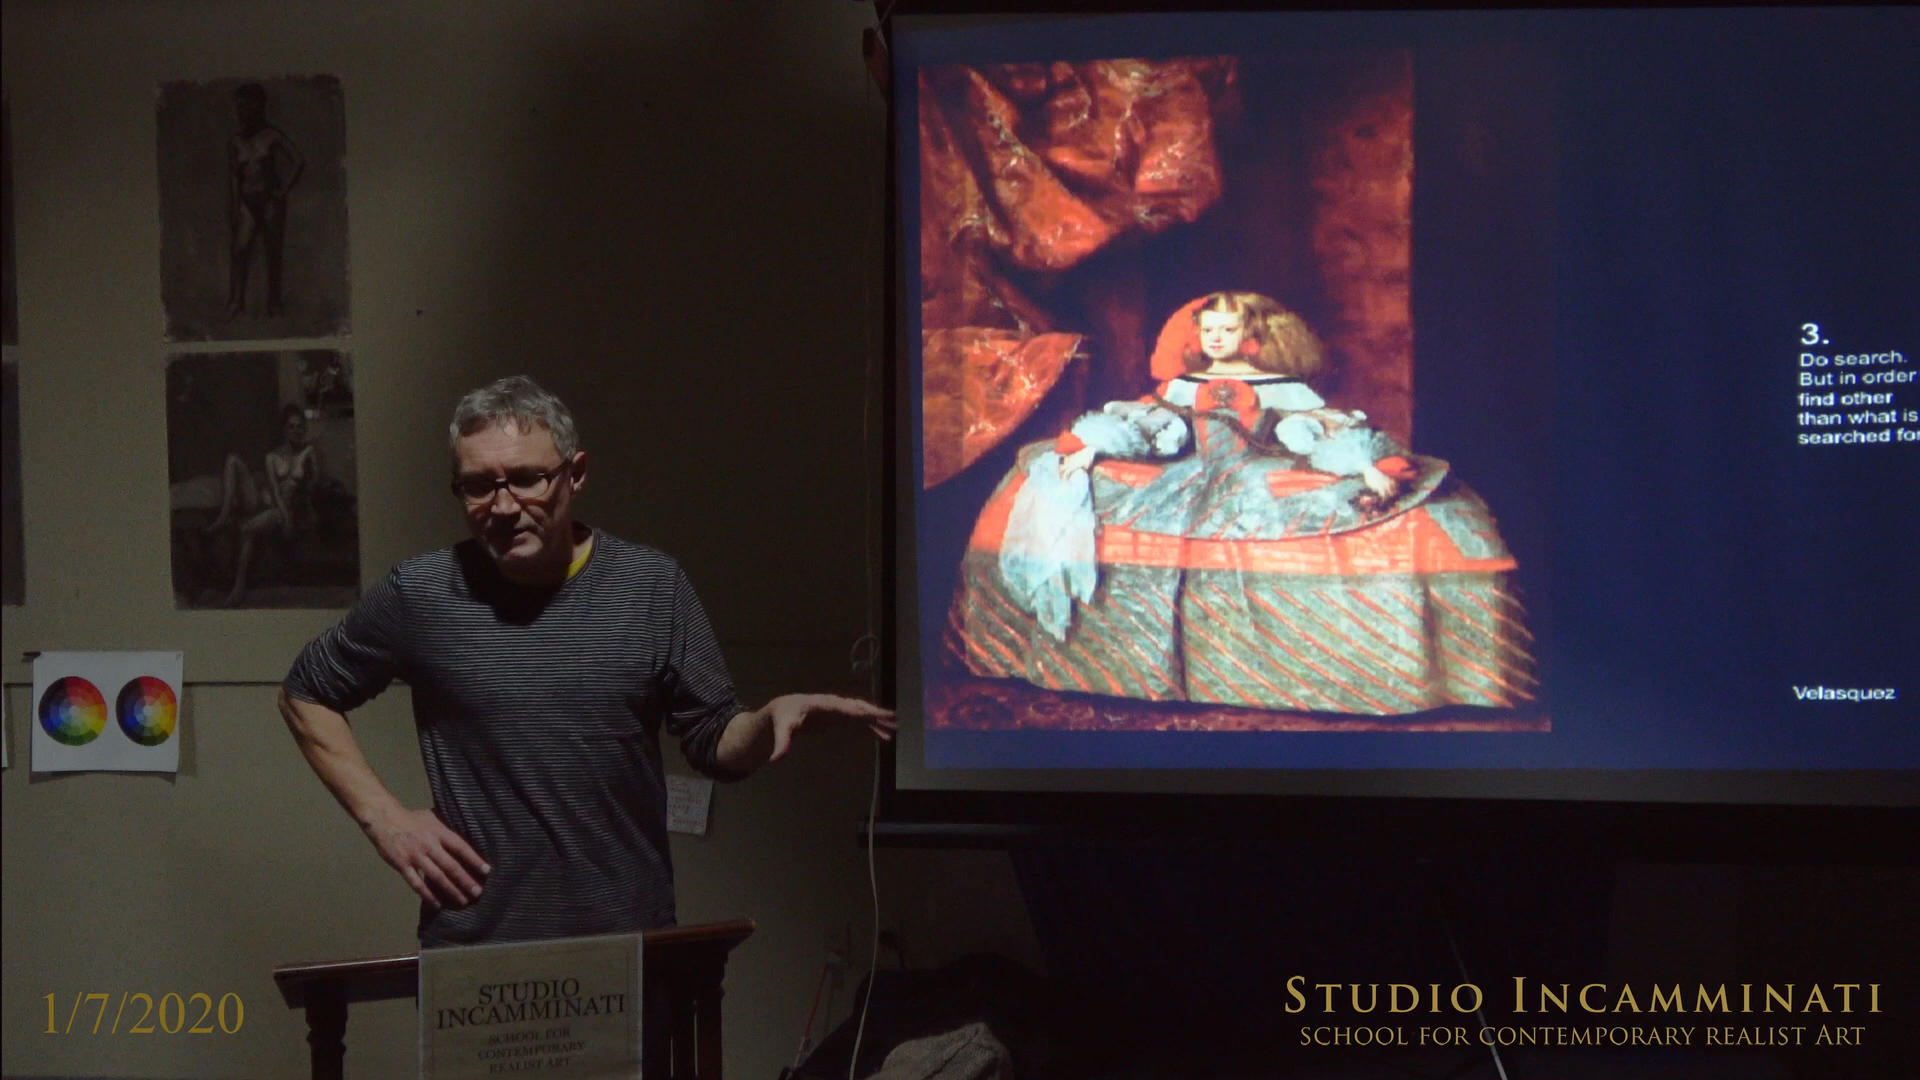 3.
Do search.
But in order
find other
than what is
searched for
Velasquez
STUDIO
INCAMMINATI
SCHOOL FOR
CONTEMPORARY
REALIST ART
1/7/2020
STUDIO INCAMMINATI
SCHOOL FOR CONTEMPORARY REALIST ART